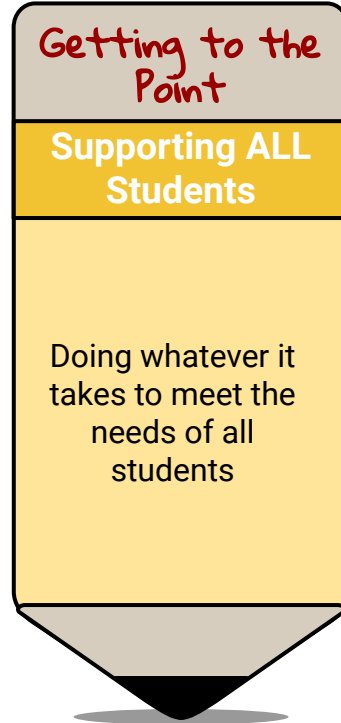 Getting to the
Point
Supporting ALL
Students
Doing whatever it
takes to meet the
needs of all
students